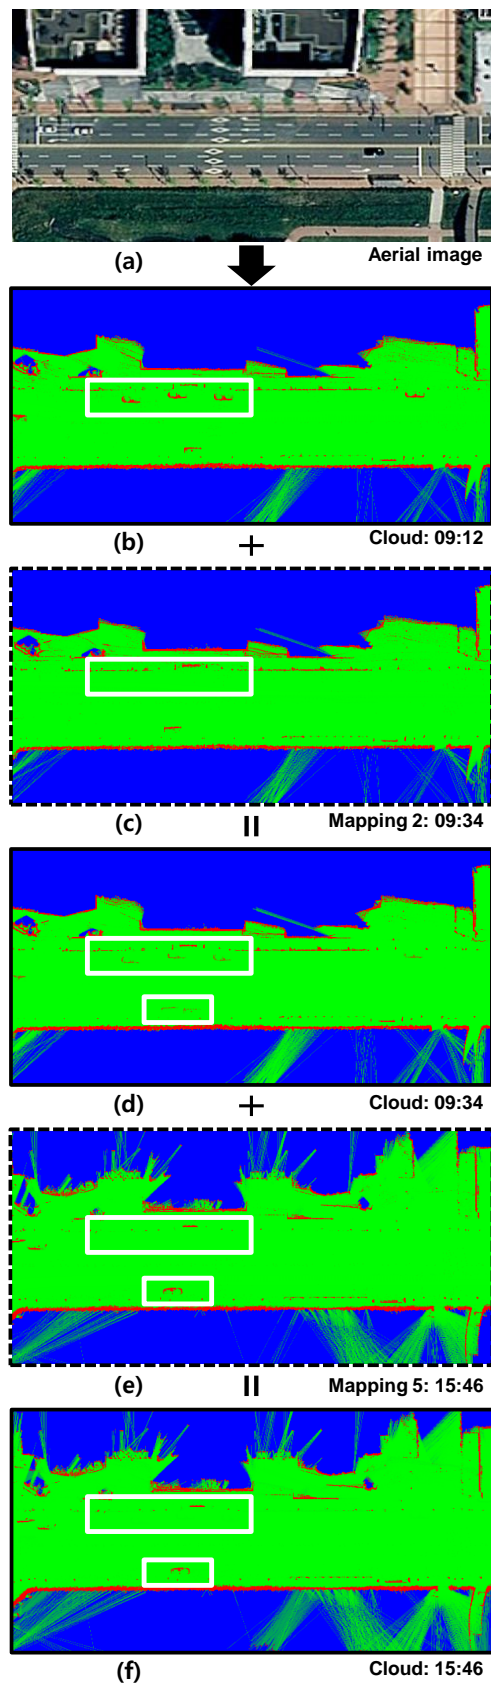 (a)
Aerial image
(b)
Cloud: 09:12
+
(c)
Mapping 2: 09:34
=
(d)
Cloud: 09:34
+
(e)
Mapping 5: 15:46
=
(f)
Cloud: 15:46